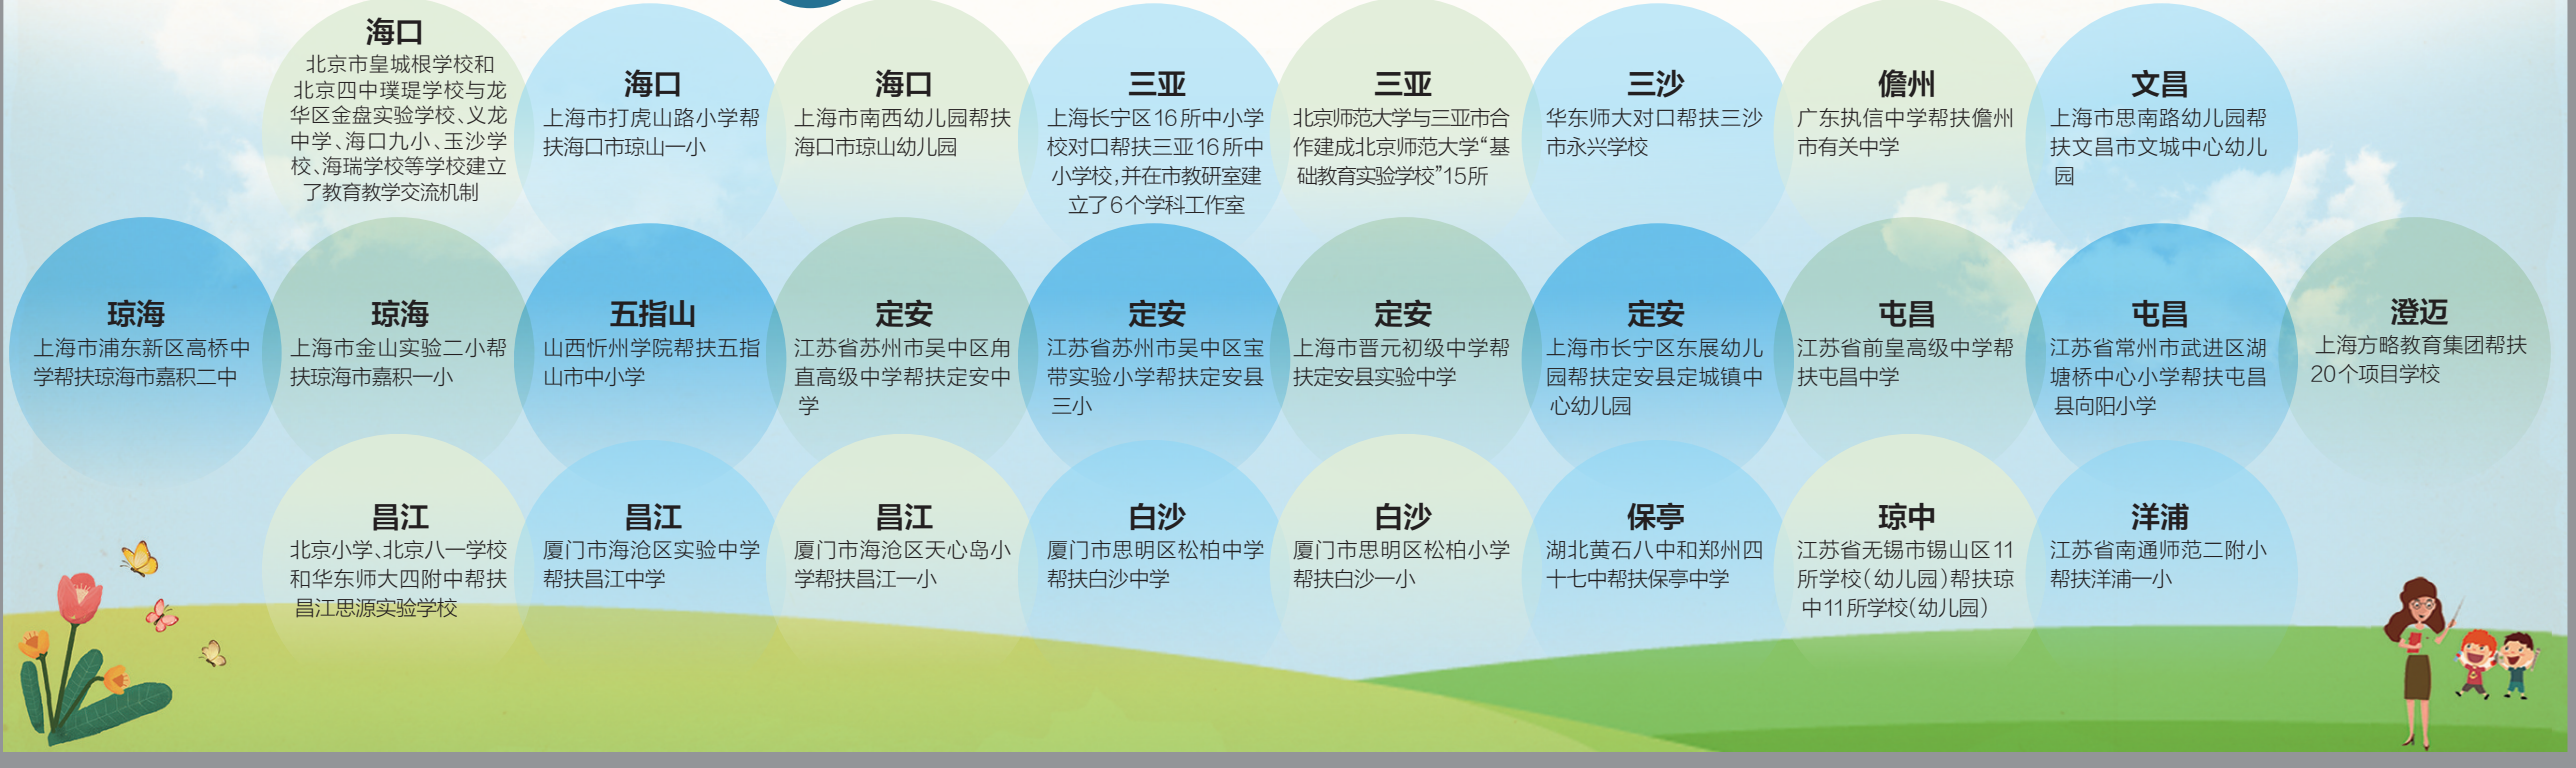 海口
北京市皇城根学校和
北京四中璞瑅学校与龙
华区金盘实验学校、义龙
中学、海口九小、玉沙学
校、海瑞学校等学校建立
了教育教学交流机制
海口
上海市打虎山路小学帮
扶海口市琼山一小
海口
上海市南西幼儿园帮扶
海口市琼山幼儿园
三亚
上海长宁区16所中小学
校对口帮扶三亚16所中
小学校,并在市教研室建
立了6个学科工作室
三亚
北京师范大学与三亚市合
作建成北京师范大学“基
础教育实验学校”15所
三沙
华东师大对口帮扶三沙
市永兴学校
儋州
广东执信中学帮扶儋州
市有关中学
文昌
上海市思南路幼儿园帮
扶文昌市文城中心幼儿
园
琼海
上海市浦东新区高桥中
学帮扶琼海市嘉积二中
琼海
上海市金山实验二小帮
扶琼海市嘉积一小
五指山
山西忻州学院帮扶五指
山市中小学
定安
江苏省苏州市吴中区甪
直高级中学帮扶定安中
学
定安
江苏省苏州市吴中区宝
带实验小学帮扶定安县
三小
定安
上海市晋元初级中学帮
扶定安县实验中学
定安
上海市长宁区东展幼儿
园帮扶定安县定城镇中
心幼儿园
屯昌
江苏省前皇高级中学帮
扶屯昌中学
屯昌
江苏省常州市武进区湖
塘桥中心小学帮扶屯昌
县向阳小学
澄迈
上海方略教育集团帮扶
20个项目学校
昌江
北京小学、北京八一学校
和华东师大四附中帮扶
昌江思源实验学校
昌江
厦门市海沧区实验中学
帮扶昌江中学
昌江
厦门市海沧区天心岛小
学帮扶昌江一小
白沙
厦门市思明区松柏中学
帮扶白沙中学
白沙
厦门市思明区松柏小学
帮扶白沙一小
保亭
湖北黄石八中和郑州四
十七中帮扶保亭中学
琼中
江苏省无锡市锡山区11
所学校(幼儿园)帮扶琼
中11所学校(幼儿园)
洋浦
江苏省南通师范二附小
帮扶洋浦一小